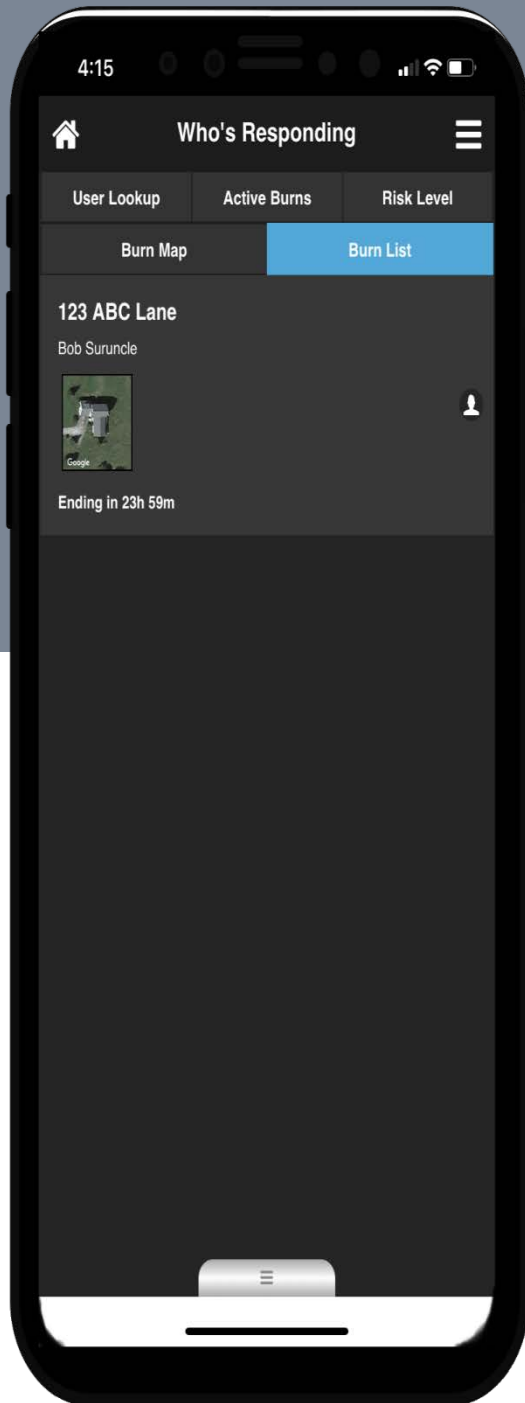 4:15
Who's Responding
User Lookup Active Burns Risk Level
Burn Map Burn List
123 ABC Lane
Bob Suruncle
Google
Ending in 23h 59m